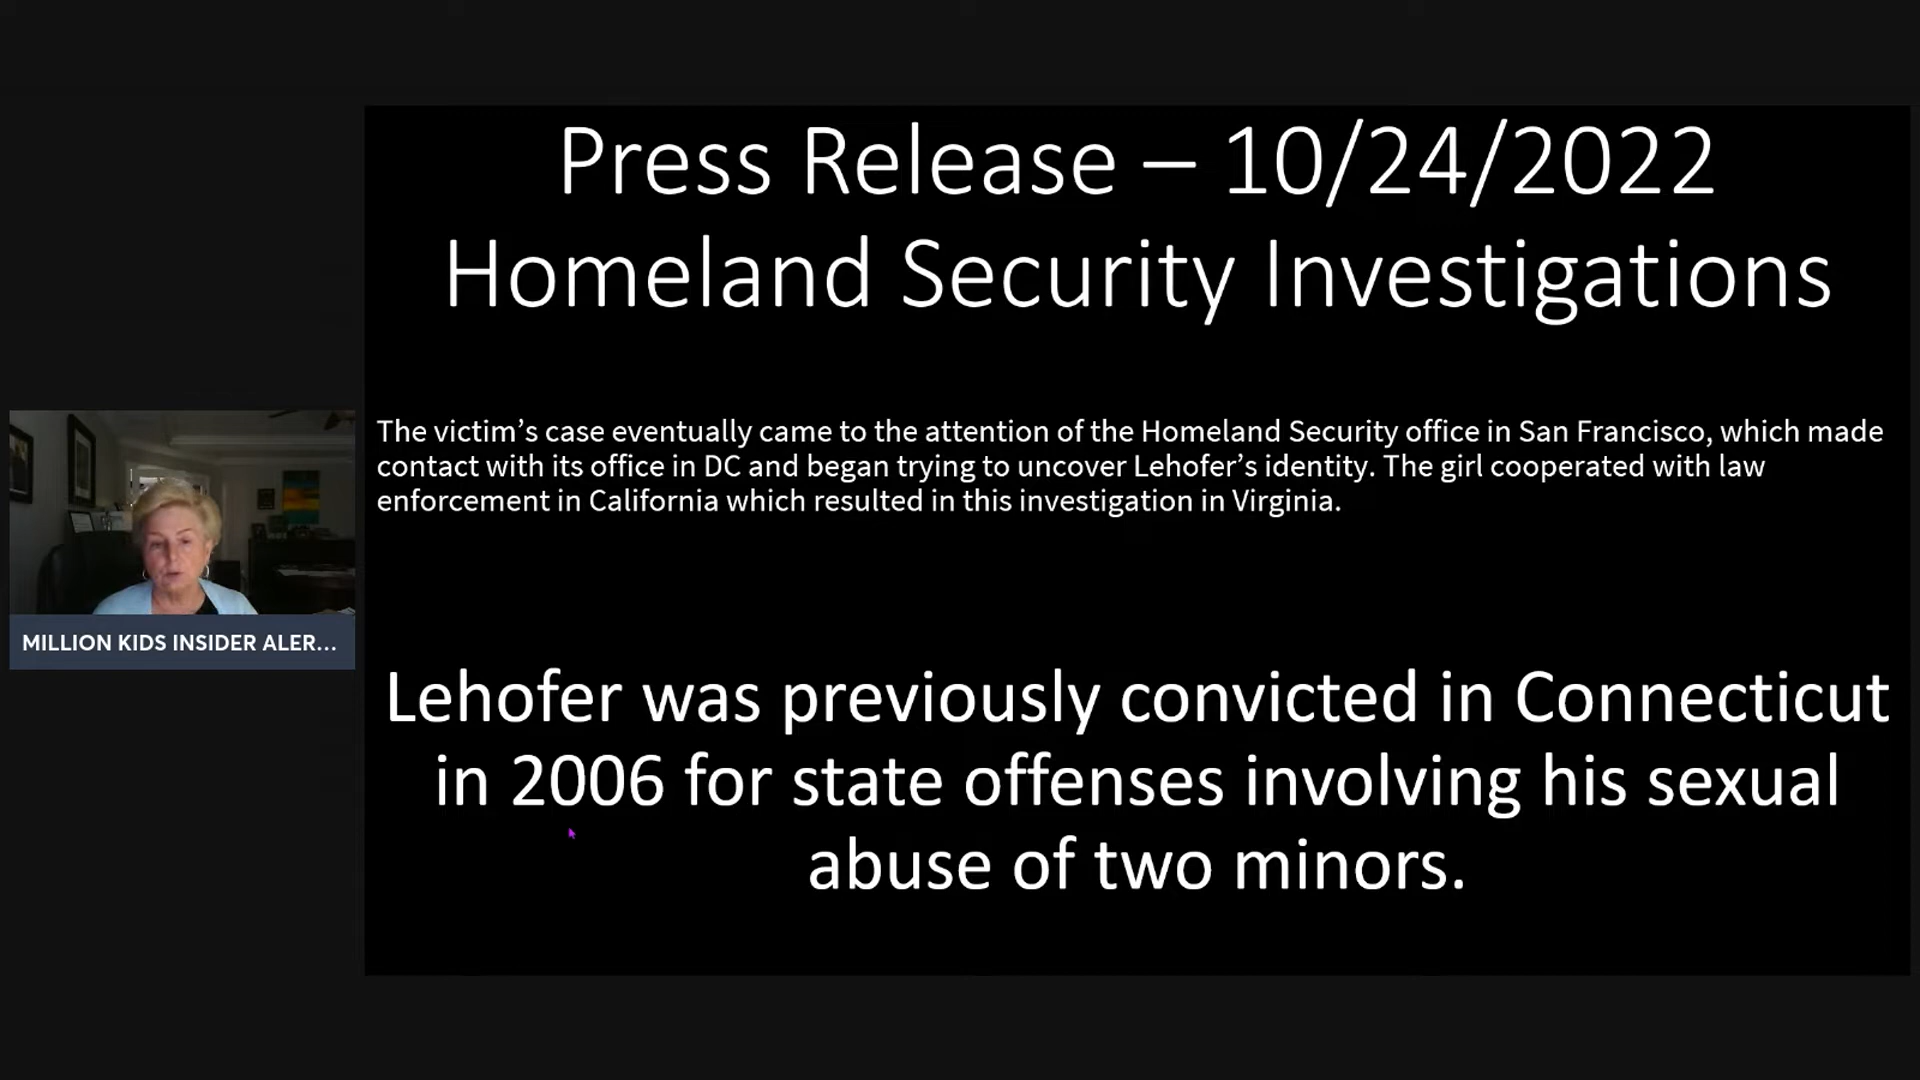 Press Release – 10/24/2022
Homeland Security Investigations
The victim’s case eventually came to the attention of the Homeland Security office in San Francisco, which made
contact with its office in DC and began trying to uncover Lehofer’s identity. The girl cooperated with law
enforcement in California which resulted in this investigation in Virginia.
MILLION KIDS INSIDER ALER...
Lehofer was previously convicted in Connecticut
in 2006 for state offenses involving his sexual
abuse of two minors.